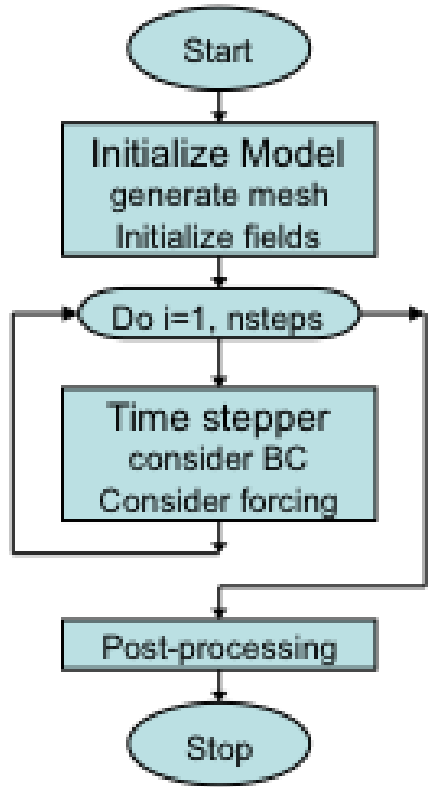 Start
Initialize Model
generate mesh
Initialize fields
Do i=1, nsteps
Time stepper
consider BC
Consider forcing
Post-processing
Stop